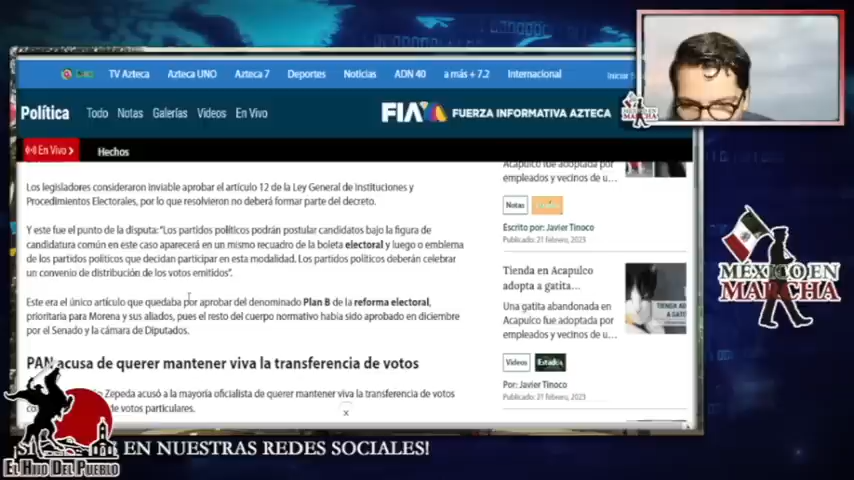 TV Azteca Azteca UNO Azteca 7 Deportes Noticias ADN 40 a más + 7.2 Internacional Iniciar
Política Todo Notas Galerías Videos En Vivo FIA FUERZA INFORMATIVA AZTECA
En Vivo Hechos
Los legisladores consideraron inviable aprobar el artículo 12 de la Ley General de Instituciones y
Procedimientos Electorales, por lo que resolvieron no deberá formar parte del decreto.
Y este fue el punto de la disputa: "Los partidos políticos podrán postular candidatos bajo la figura de
candidatura común en este caso aparecerá en un mismo recuadro de la boleta electoral y luego o emblema
de los partidos políticos que decidan participar en esta modalidad. Los partidos políticos deberán celebrar
un convenio de distribución de los votos emitidos".
Este era el único artículo que quedaba por aprobar del denominado Plan B de la reforma electoral,
prioritaria para Morena y sus aliados, pues el resto del cuerpo normativo había sido aprobado en diciembre
por el Senado y la cámara de Diputados.
PAN acusa de querer mantener viva la transferencia de votos
Zepeda acusó a la mayoría oficialista de querer mantener viva la transferencia de votos
de votos particulares.
x
Acapulco fue adoptada por
empleados y vecinos de u...
Notas
Escrito por: Javier Tinoco
Publicado: 21 febrero, 2023
Tienda en Acapulco
adopta a gatita...
Una gatita abandonada en
Acapulco fue adoptada por
empleados y vecinos de u...
Videos Estados
Por: Javier Tinoco
Publicado: 21 febrero, 2023
TIENDA
MÉXICO EN
MARCHA
MÉXICO EN
MARCHA
EN NUESTRAS REDES SOCIALES!
EL HIJO DEL PUEBLO